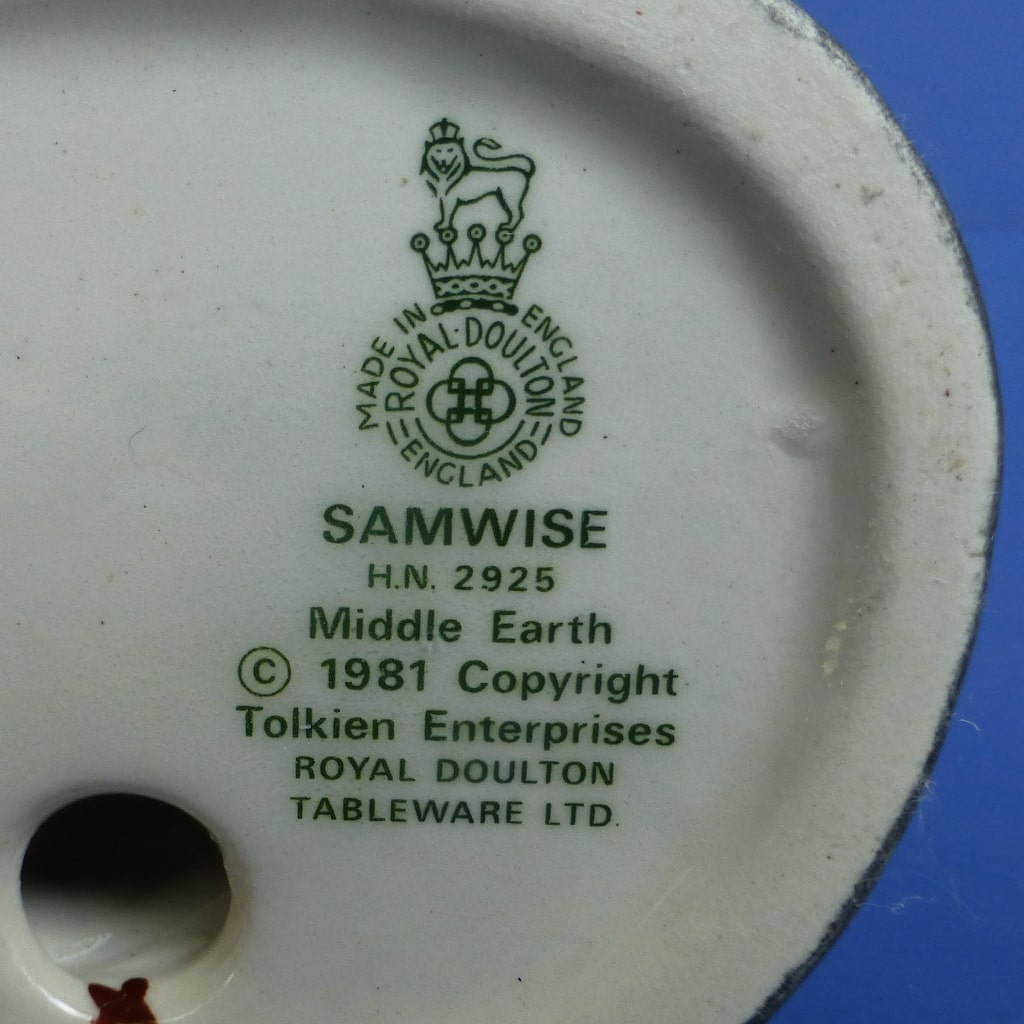 MADE IN ENGLAND
ROYAL·DOULTON
ENGLAND
SAMWISE
H.N. 2925
Middle Earth
© 1981 Copyright
Tolkien Enterprises
ROYAL DOULTON
TABLEWARE LTD.